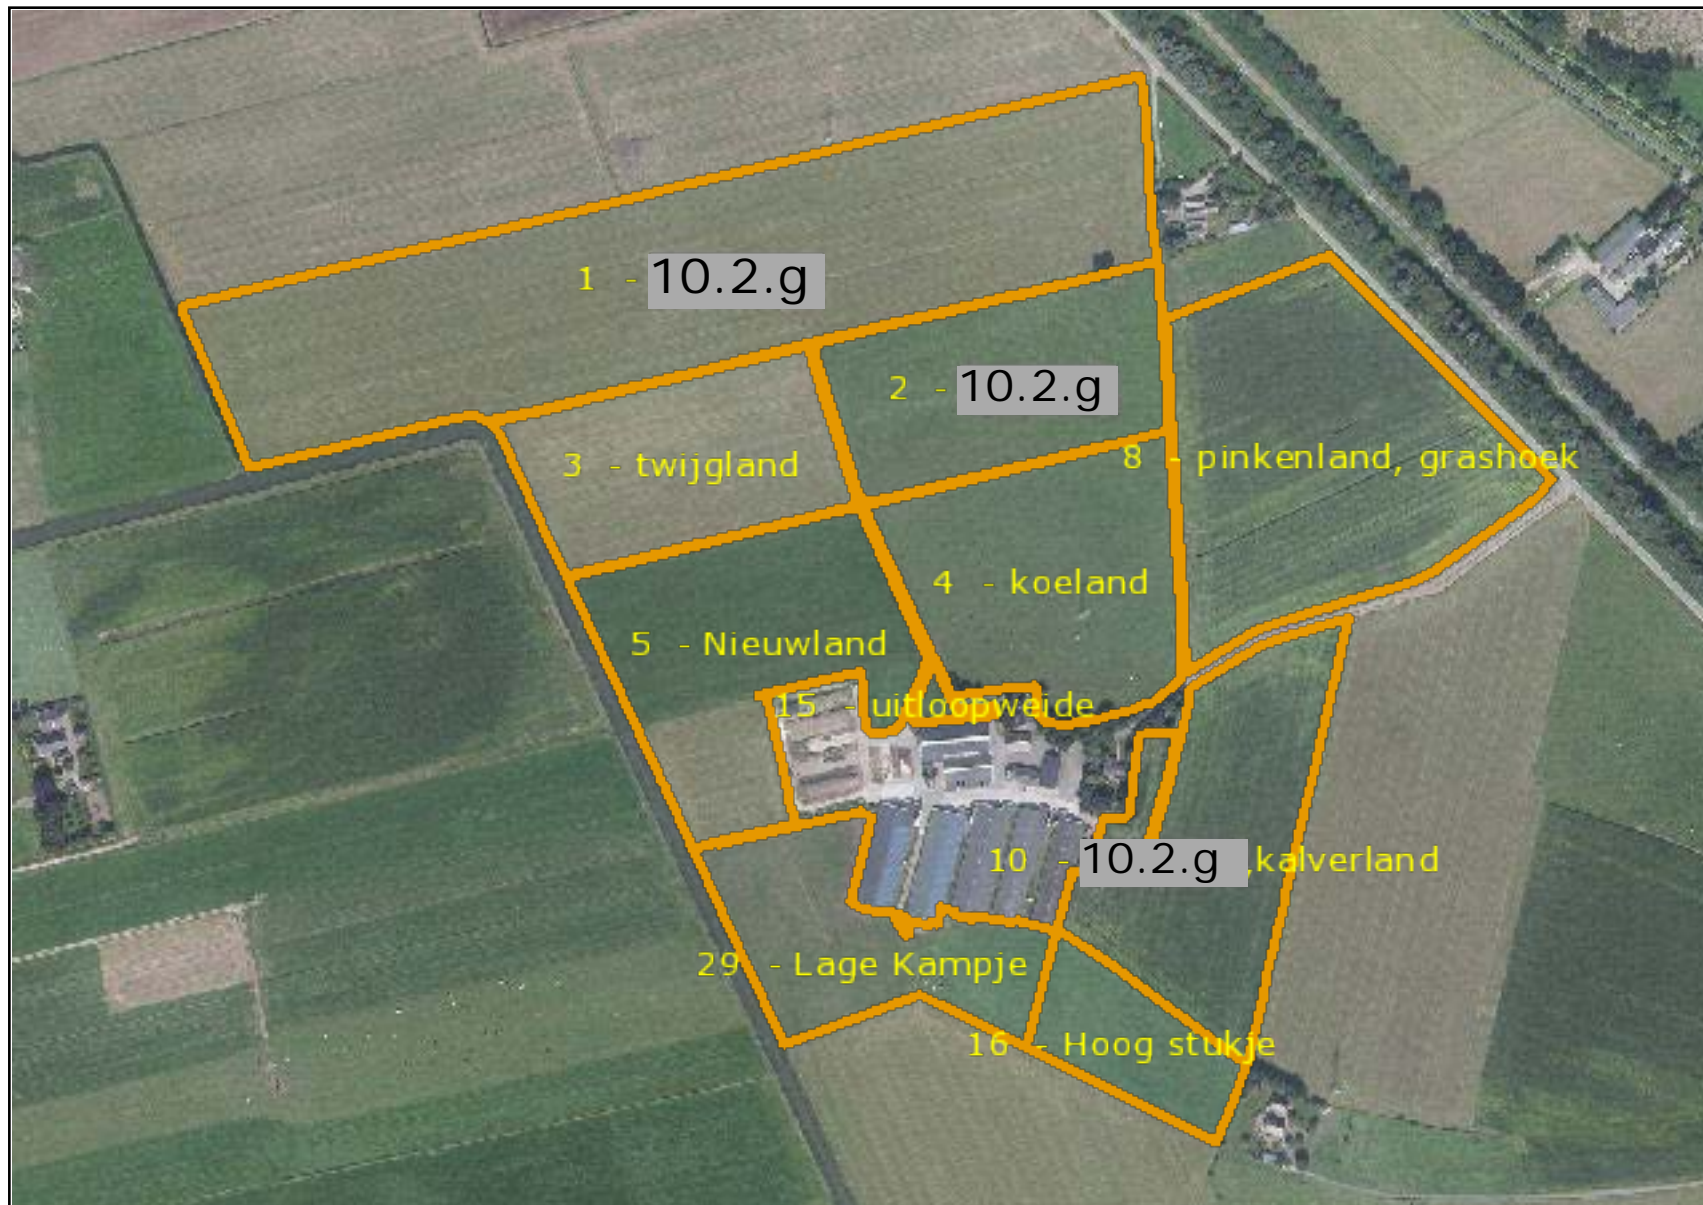 1 - 10.2.g
2 - 10.2.g
8 - pinkenland, grashoek
3 - twijgland
4 - koeland
5 - Nieuwland
15 - uitloopweide
10 - 10.2.g ,kalverland
29 - Lage Kampje
16 - Hoog stukje